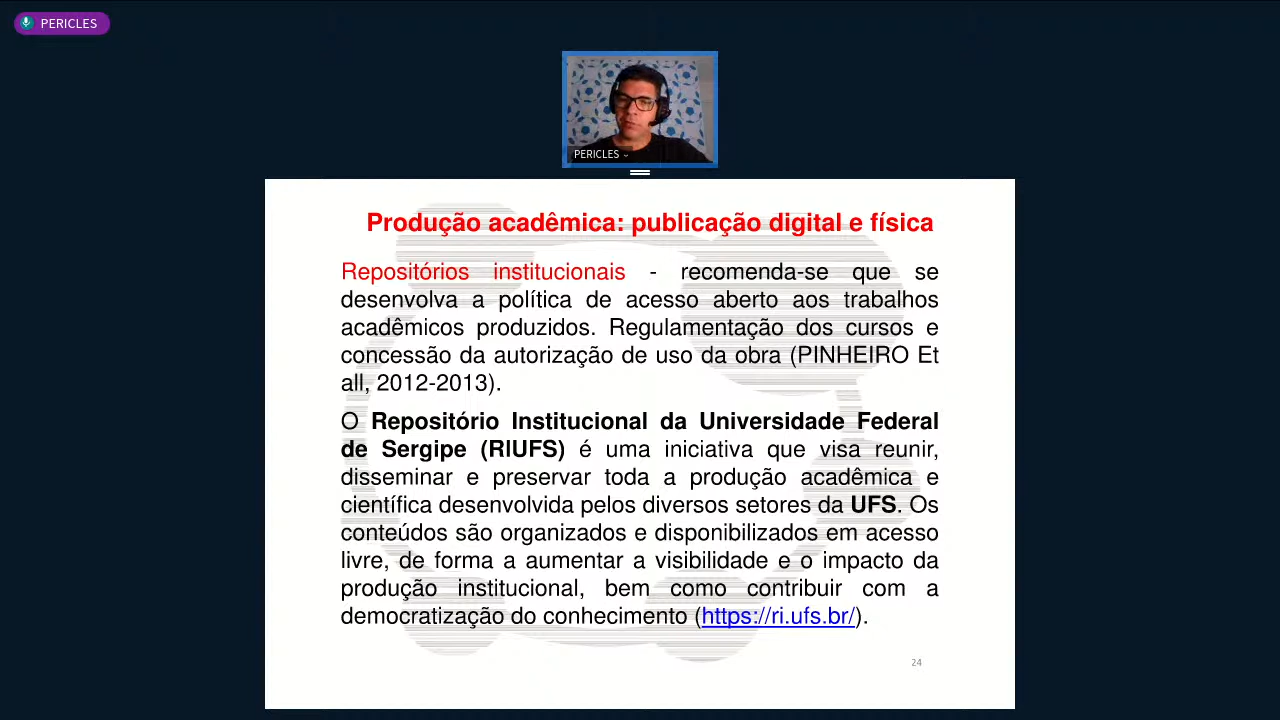 PERICLES
PERICLES
Produção acadêmica: publicação digital e física
Repositórios institucionais - recomenda-se que se
desenvolva a política de acesso aberto aos trabalhos
acadêmicos produzidos. Regulamentação dos cursos e
concessão da autorização de uso da obra (PINHEIRO Et
all, 2012-2013).
O Repositório Institucional da Universidade Federal
de Sergipe (RIUFS) é uma iniciativa que visa reunir,
disseminar e preservar toda a produção acadêmica e
científica desenvolvida pelos diversos setores da UFS. Os
conteúdos são organizados e disponibilizados em acesso
livre, de forma a aumentar a visibilidade e o impacto da
produção institucional, bem como contribuir com a
democratização do conhecimento (https://ri.ufs.br/).
24